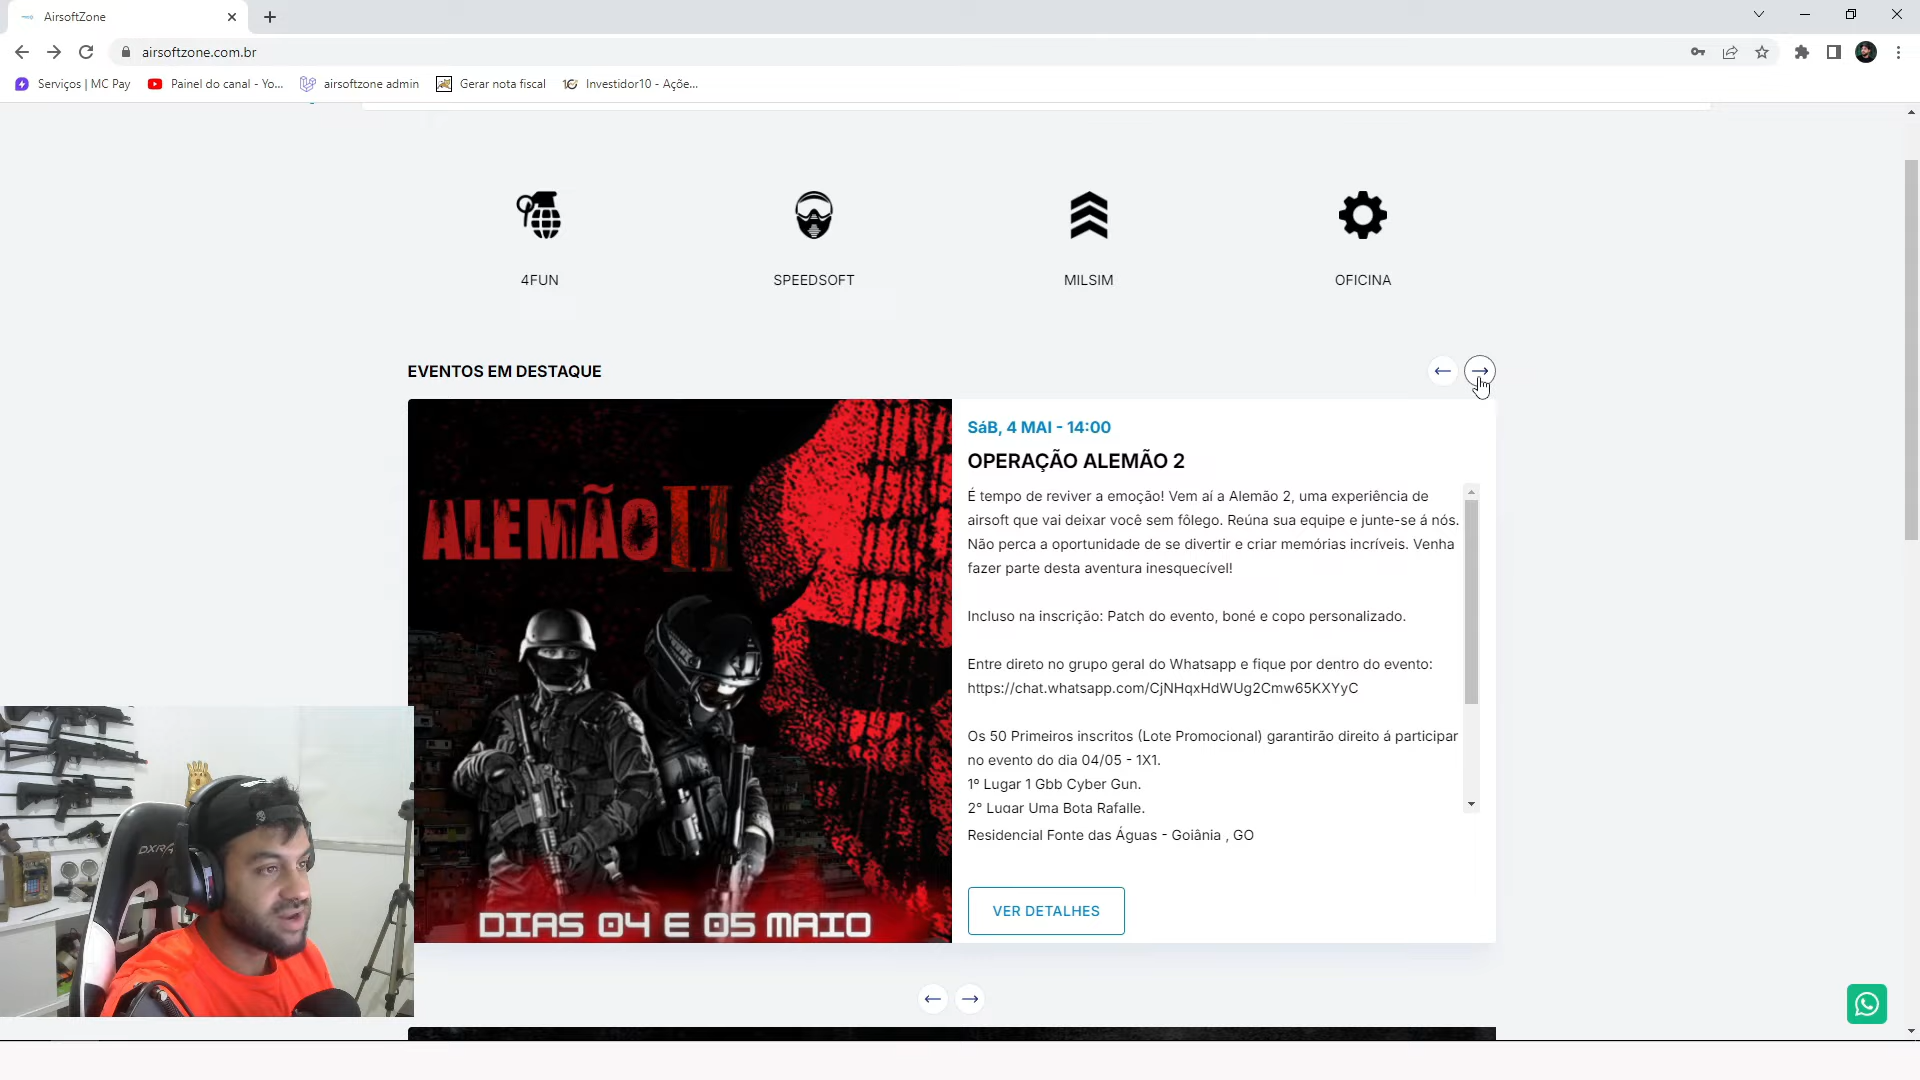 AirsoftZone
airsoftzone.com.br
Serviços | MC Pay
Painel do canal - Yo...
airsoftzone admin
Gerar nota fiscal
Investidor10 - Açõe...
4FUN
SPEEDSOFT
MILSIM
OFICINA
EVENTOS EM DESTAQUE
ALEMÃO II
DIAS 04 E 05 MAIO
SáB, 4 MAI - 14:00
OPERAÇÃO ALEMÃO 2
É tempo de reviver a emoção! Vem aí a Alemão 2, uma experiência de
airsoft que vai deixar você sem fôlego. Reúna sua equipe e junte-se á nós.
Não perca a oportunidade de se divertir e criar memórias incríveis. Venha
fazer parte desta aventura inesquecível!
Incluso na inscrição: Patch do evento, boné e copo personalizado.
Entre direto no grupo geral do Whatsapp e fique por dentro do evento:
https://chat.whatsapp.com/CjNHqxHdWUg2Cmw65KXYyC
Os 50 Primeiros inscritos (Lote Promocional) garantirão direito á participar
no evento do dia 04/05 - 1X1.
1º Lugar 1 Gbb Cyber Gun.
2° Lugar Uma Bota Rafalle.
Residencial Fonte das Águas - Goiânia , GO
VER DETALHES